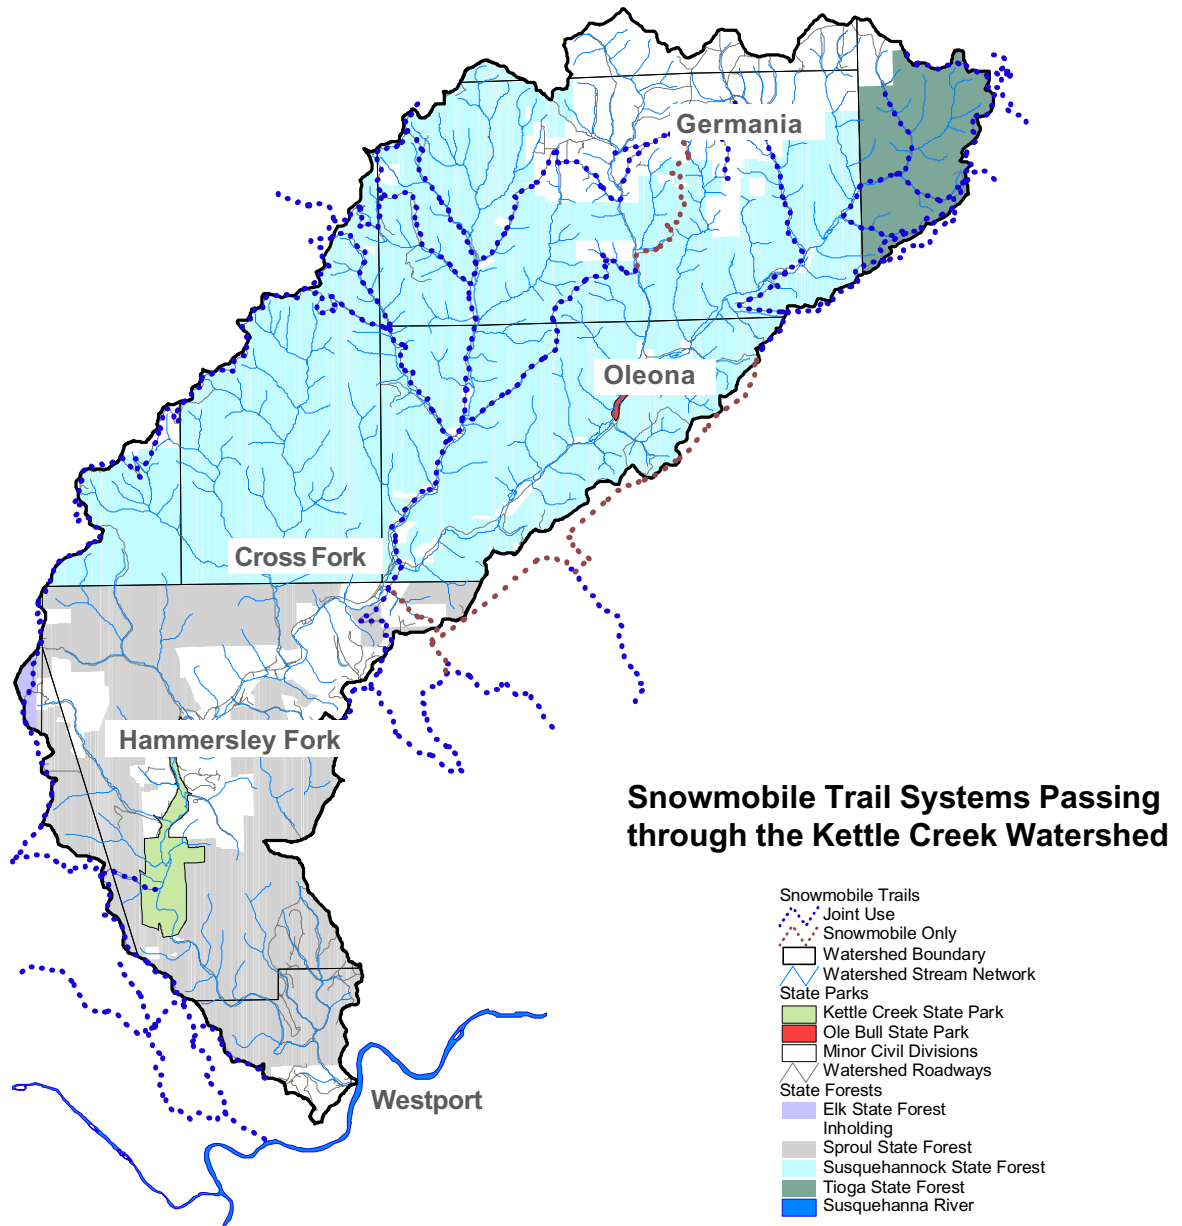 Germania
Oleona
Cross Fork
Hammersley Fork
Snowmobile Trail Systems Passing
through the Kettle Creek Watershed
Snowmobile Trails
Joint Use
Snowmobile Only
Watershed Boundary
Watershed Stream Network
State Parks
Kettle Creek State Park
Ole Bull State Park
Minor Civil Divisions
Watershed Roadways
State Forests
Elk State Forest
Inholding
Sproul State Forest
Susquehannock State Forest
Tioga State Forest
Susquehanna River
Westport